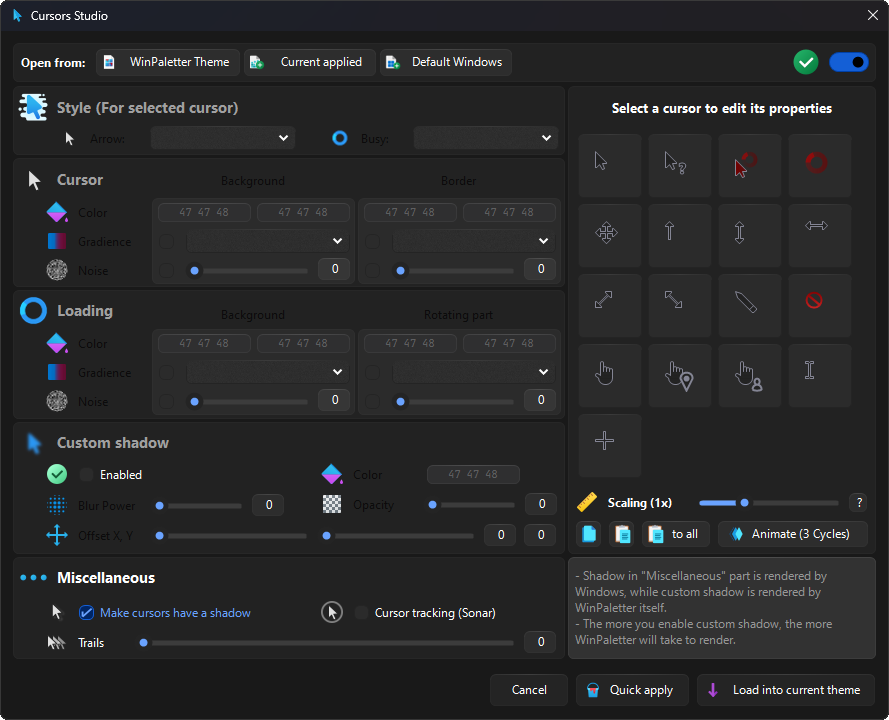 Cursors Studio
Open from:
WinPaletter Theme
Current applied
Default Windows
Style (For selected cursor)
Arrow:
Busy:
Cursor
Background
Border
Color
47 47 48
47 47 48
47 47 48
47 47 48
Gradience
Noise
0
0
Loading
Background
Rotating part
Color
47 47 48
47 47 48
47 47 48
47 47 48
Gradience
Noise
0
0
Custom shadow
Enabled
Color
47 47 48
Blur Power
0
Opacity
0
Offset X, Y
0
0
Miscellaneous
Make cursors have a shadow
Cursor tracking (Sonar)
Trails
0
Select a cursor to edit its properties
?
Scaling (1x)
?
to all
Animate (3 Cycles)
- Shadow in "Miscellaneous" part is rendered by
Windows, while custom shadow is rendered by
WinPaletter itself.
- The more you enable custom shadow, the more
WinPaletter will take to render.
Cancel
Quick apply
Load into current theme